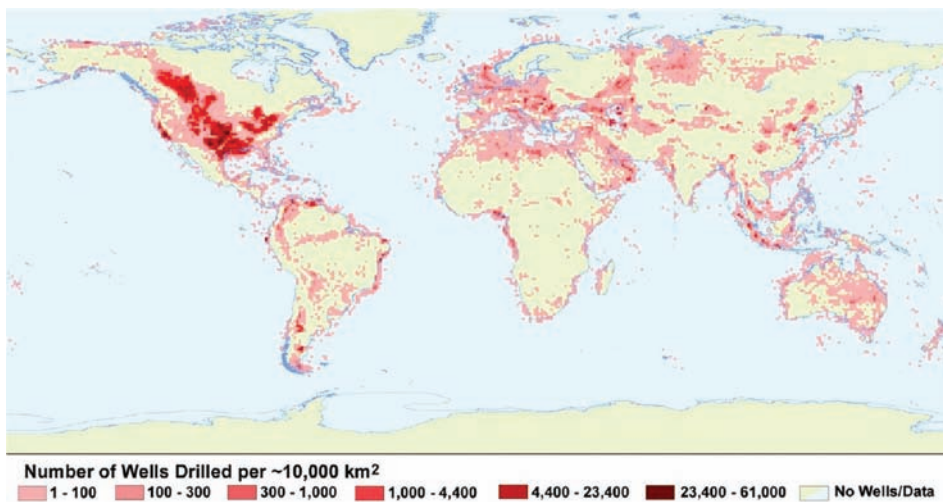 Number of Wells Drilled per ~10,000 km²
1 - 100 100 - 300 300 - 1,000 1,000 - 4,400 4,400 - 23,400 23,400 - 61,000 No Wells/Data